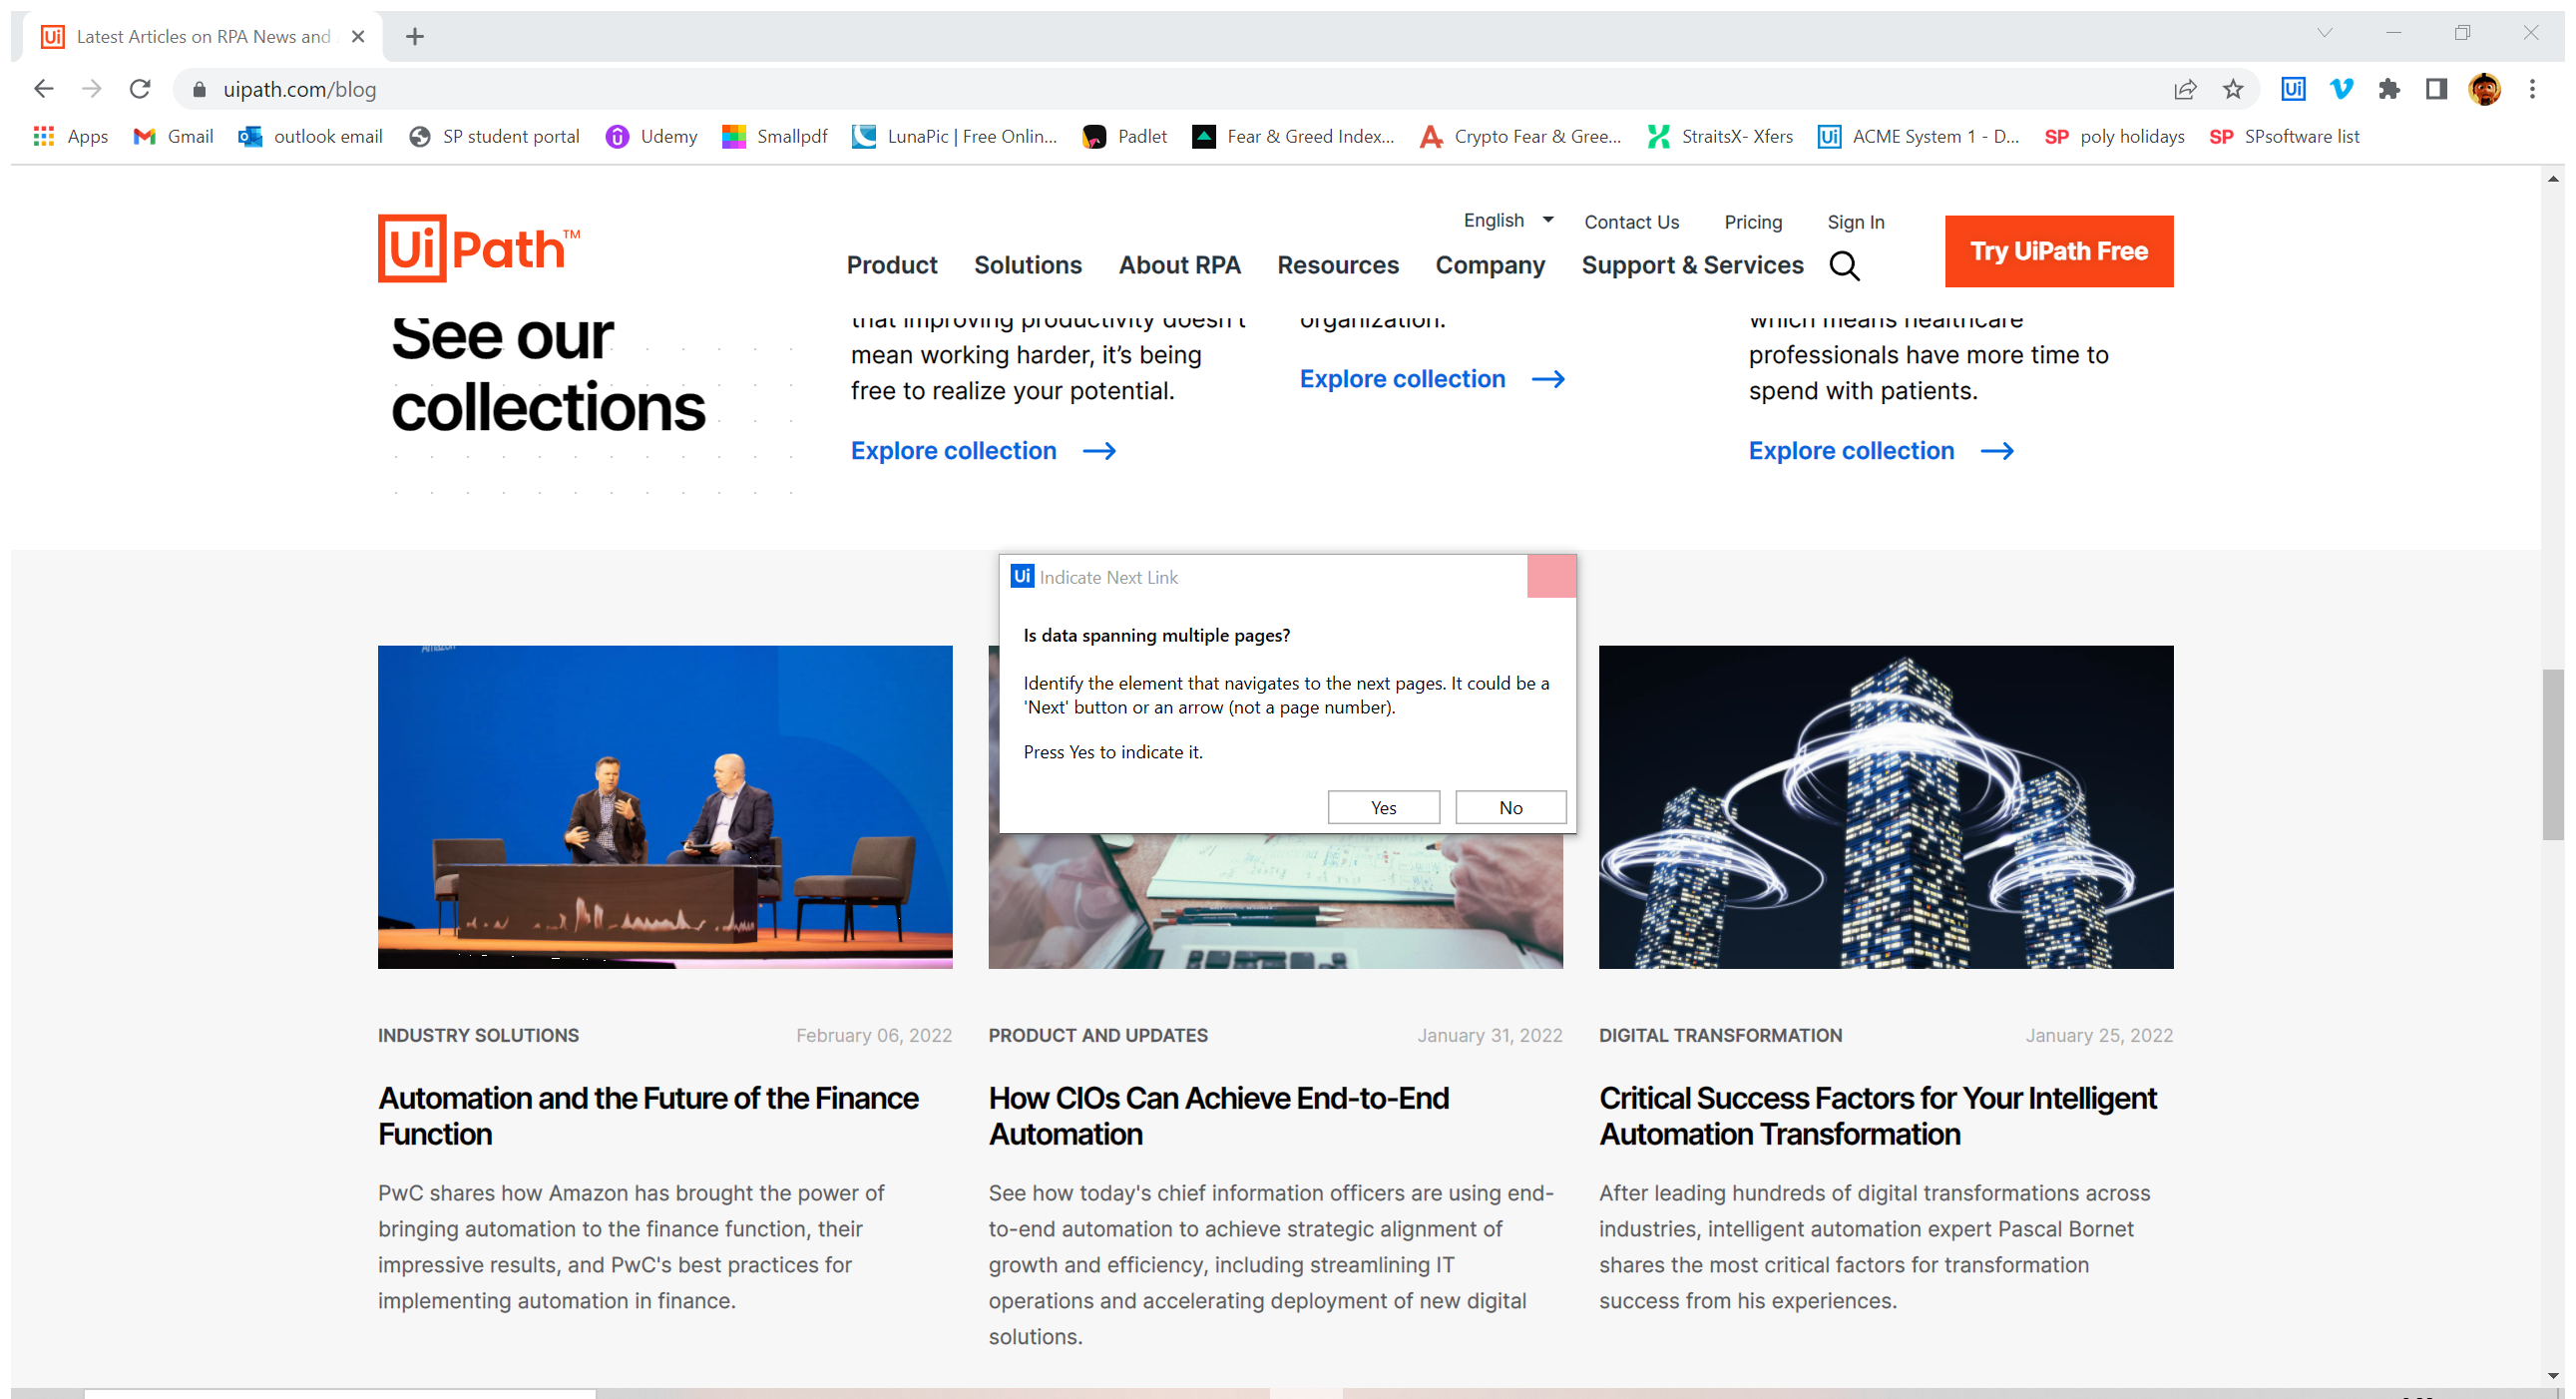 Latest Articles on RPA News and
uipath.com/blog
Apps Gmail outlook email SP student portal Udemy Smallpdf LunaPic | Free Onlin... Padlet Fear & Greed Index... Crypto Fear & Gree... StraitsX- Xfers Ui ACME System 1 - D... SP poly holidays SP SPsoftware list
English Contact Us Pricing Sign In
UiPath™
Product Solutions About RPA Resources Company Support & Services
Try UiPath Free
See our
collections
that improving productivity doesn't
mean working harder, it's being
free to realize your potential.
Explore collection
organization.
Explore collection
which means healthcare
professionals have more time to
spend with patients.
Explore collection
Ui Indicate Next Link
Is data spanning multiple pages?
Identify the element that navigates to the next pages. It could be a
'Next' button or an arrow (not a page number).
Press Yes to indicate it.
Yes No
Amazon
INDUSTRY SOLUTIONS February 06, 2022
Automation and the Future of the Finance
Function
PwC shares how Amazon has brought the power of
bringing automation to the finance function, their
impressive results, and PwC's best practices for
implementing automation in finance.
PRODUCT AND UPDATES January 31, 2022
How CIOs Can Achieve End-to-End
Automation
See how today's chief information officers are using end-
to-end automation to achieve strategic alignment of
growth and efficiency, including streamlining IT
operations and accelerating deployment of new digital
solutions.
DIGITAL TRANSFORMATION January 25, 2022
Critical Success Factors for Your Intelligent
Automation Transformation
After leading hundreds of digital transformations across
industries, intelligent automation expert Pascal Bornet
shares the most critical factors for transformation
success from his experiences.